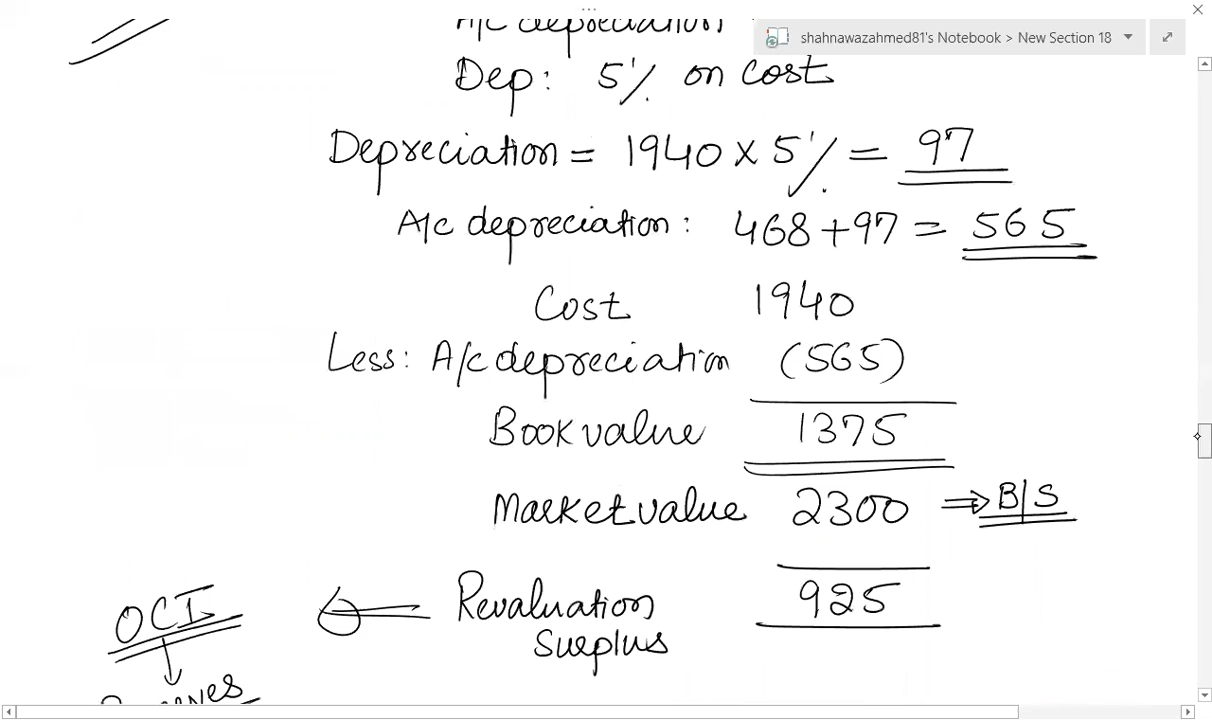 A/c depreciation
shahnawazahmed81's Notebook > New Section 18
Dep: 5% on cost
Depreciation = 1940 x 5% = 97
A/c depreciation: 468 + 97 = 565
Cost 1940
Less: A/c depreciation (565)
Book value 1375
Market value 2300 ⇒ B/S
Revaluation 925
Surplus
OCI